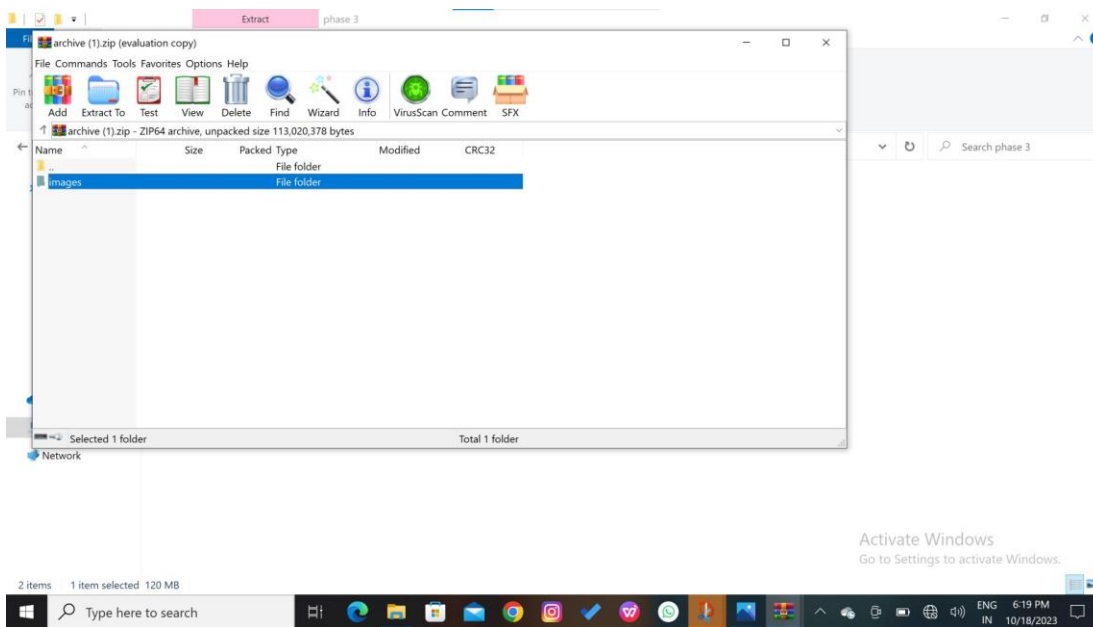 Extract phase 3
Fil
archive (1).zip (evaluation copy)
File Commands Tools Favorites Options Help
Pin t
Add Extract To Test View Delete Find Wizard Info VirusScan Comment SFX
archive (1).zip - ZIP64 archive, unpacked size 113,020,378 bytes
Search phase 3
Name Size Packed Type Modified CRC32
.. File folder
images File folder
Selected 1 folder Total 1 folder
Network
Activate Windows
Go to Settings to activate Windows.
2 items 1 item selected 120 MB
Type here to search
ENG 6:19 PM
IN 10/18/2023